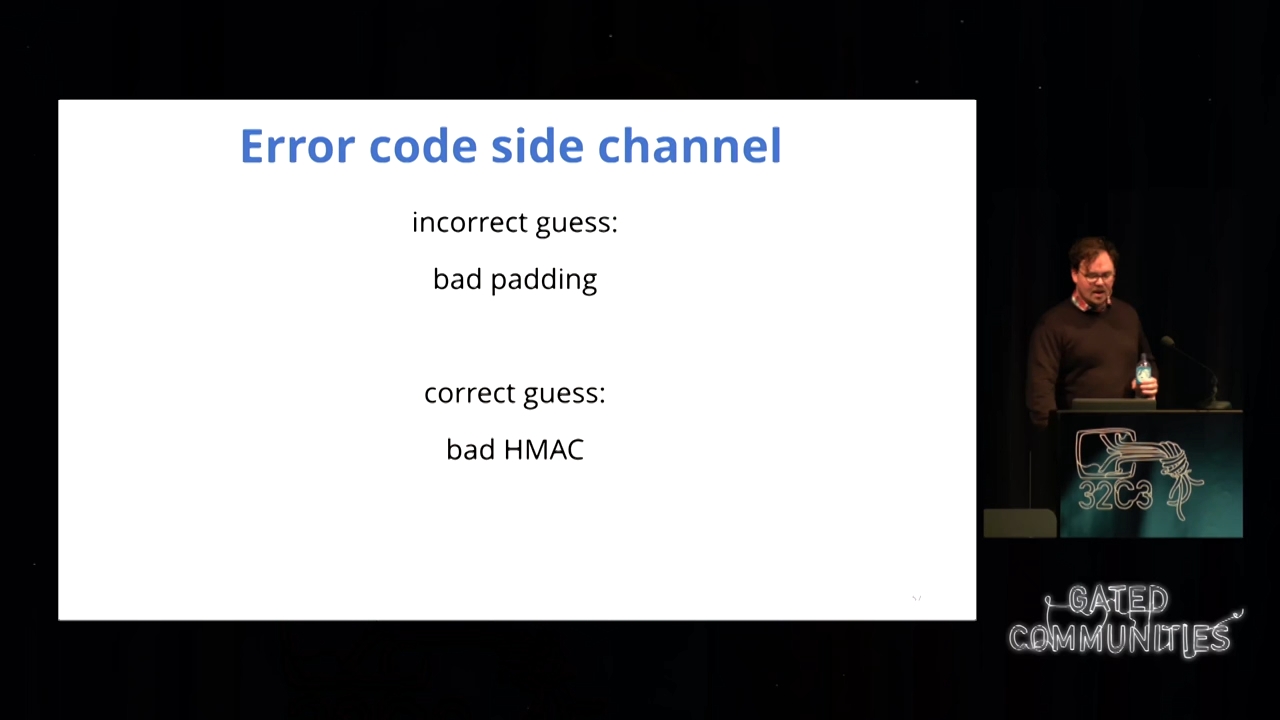 Error code side channel
incorrect guess:
bad padding
correct guess:
bad HMAC
32C3
GATED
COMMUNITIES